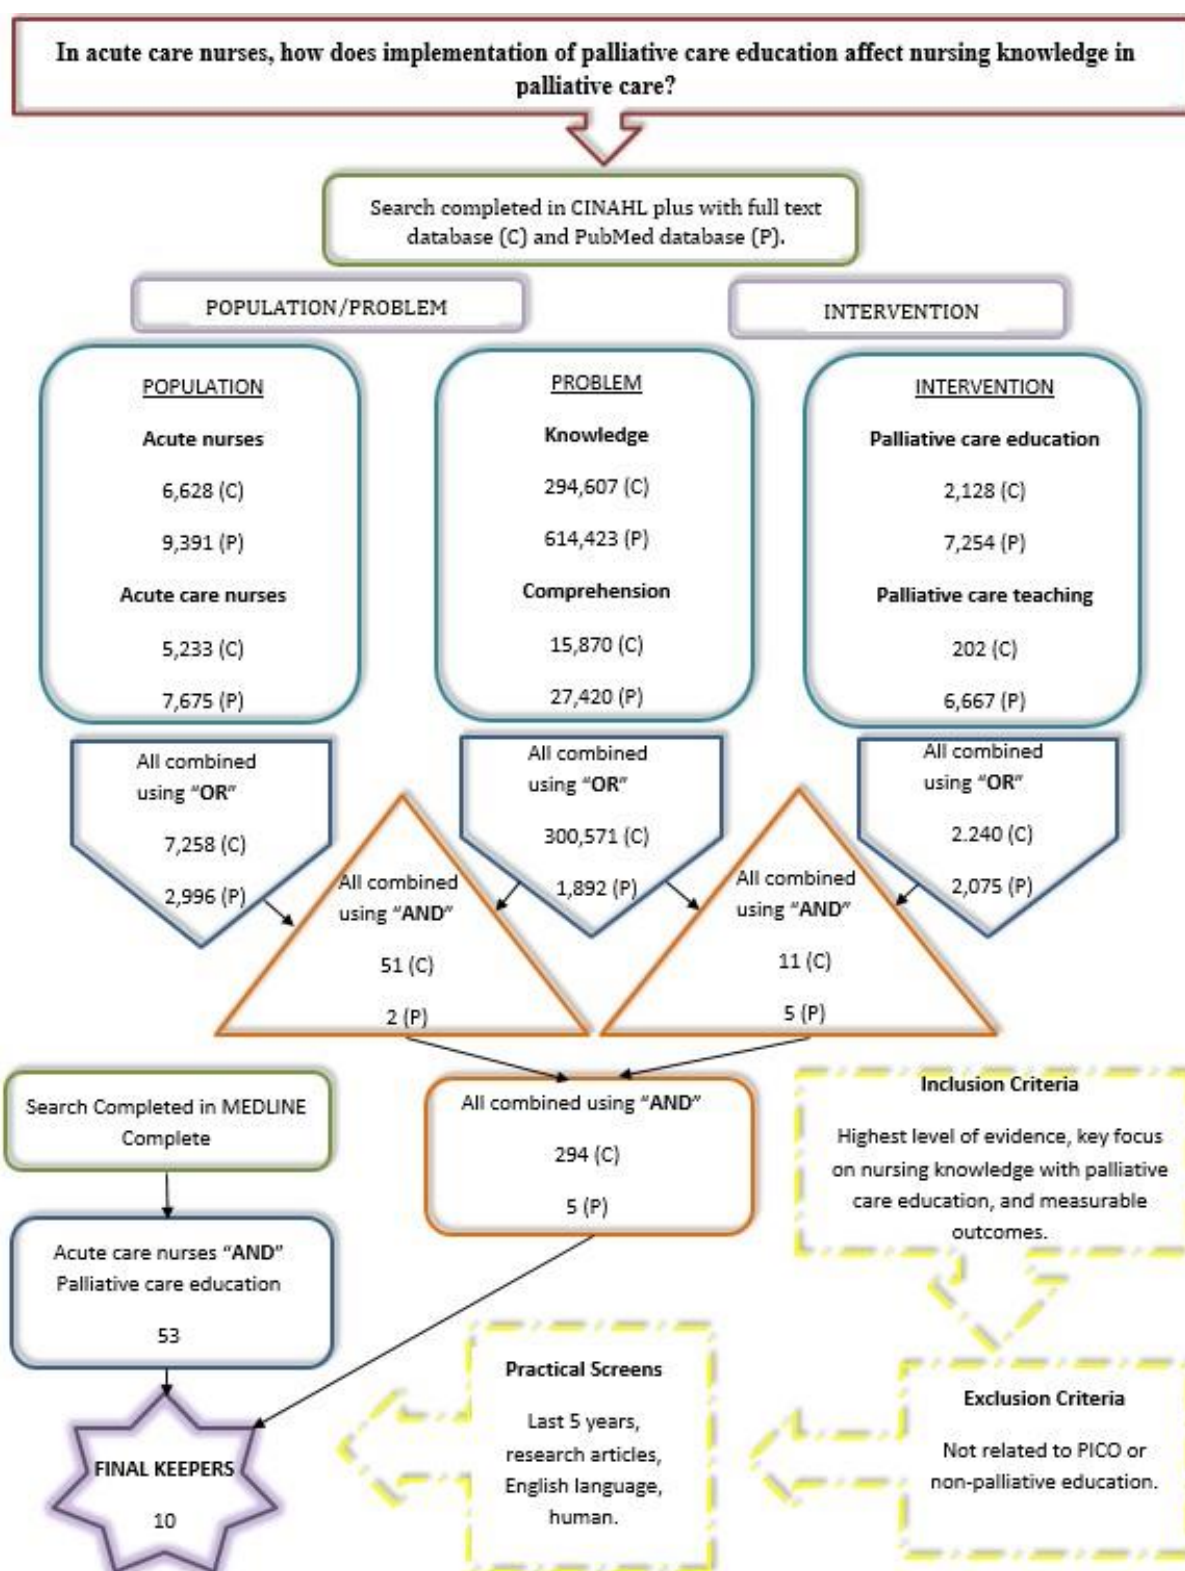 In acute care nurses, how does implementation of palliative care education affect nursing knowledge in
palliative care?
Search completed in CINAHL plus with full text
database (C) and PubMed database (P).
POPULATION/PROBLEM
INTERVENTION
POPULATION
Acute nurses
6,628 (C)
9,391 (P)
Acute care nurses
5,233 (C)
7,675 (P)
PROBLEM
Knowledge
294,607 (C)
614,423 (P)
Comprehension
15,870 (C)
27,420 (P)
INTERVENTION
Palliative care education
2,128 (C)
7,254 (P)
Palliative care teaching
202 (C)
6,667 (P)
All combined
using “OR”
7,258 (C)
2,996 (P)
All combined
using “OR”
300,571 (C)
1,892 (P)
All combined
using “OR”
2.240 (C)
2,075 (P)
All combined
using “AND”
51 (C)
2 (P)
All combined
using “AND”
11 (C)
5 (P)
All combined using “AND”
294 (C)
5 (P)
Search Completed in MEDLINE
Complete
Acute care nurses “AND”
Palliative care education
53
Inclusion Criteria
Highest level of evidence, key focus
on nursing knowledge with palliative
care education, and measurable
outcomes.
Exclusion Criteria
Not related to PICO or
non-palliative education.
Practical Screens
Last 5 years,
research articles,
English language,
human.
FINAL KEEPERS
10